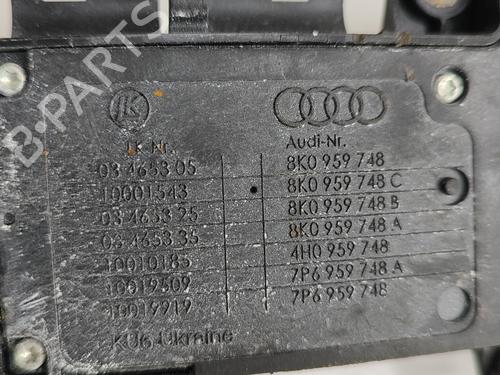 B-PARTS
LK
LK Nr. Audi-Nr.
03 4653 05 8K0 959 748
10001543 8K0 959 748 C
03 4653 25 8K0 959 748 B
03 4653 35 8K0 959 748 A
10010185 4H0 959 748
10019509 7P6 959 748 A
10019919 7P6 959 748
KU6-Ukraine